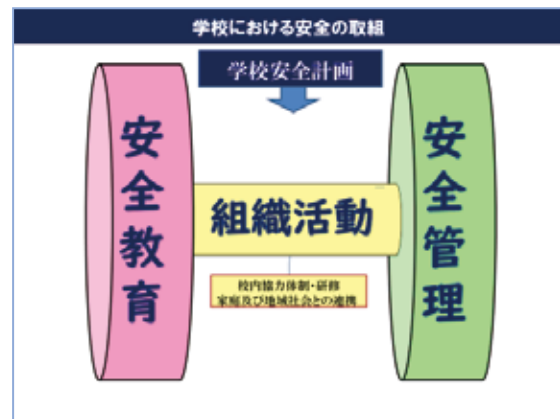 学校における安全の取組
学校安全計画
安全教育
組織活動
安全管理
校内協力体制・研修
家庭及び地域社会との連携